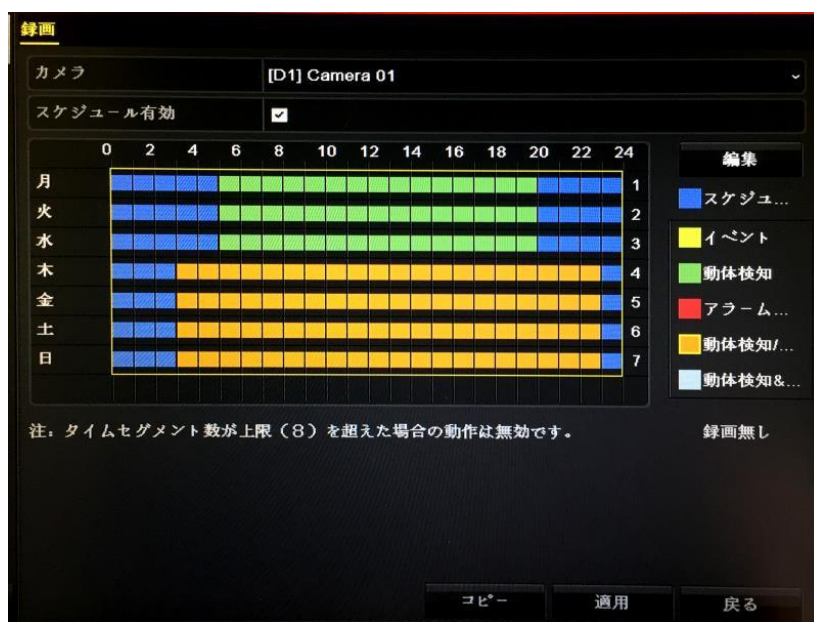 録画
カメラ [D1] Camera 01
スケジュール有効
0 2 4 6 8 10 12 14 16 18 20 22 24
編集
月 1
スケジュ...
火 2
イベント
水 3
動体検知
木 4
アラーム...
金 5
動体検知/...
土 6
動体検知&...
日 7
注: タイムセグメント数が上限(8)を超えた場合の動作は無効です。
録画無し
コピー 適用 戻る